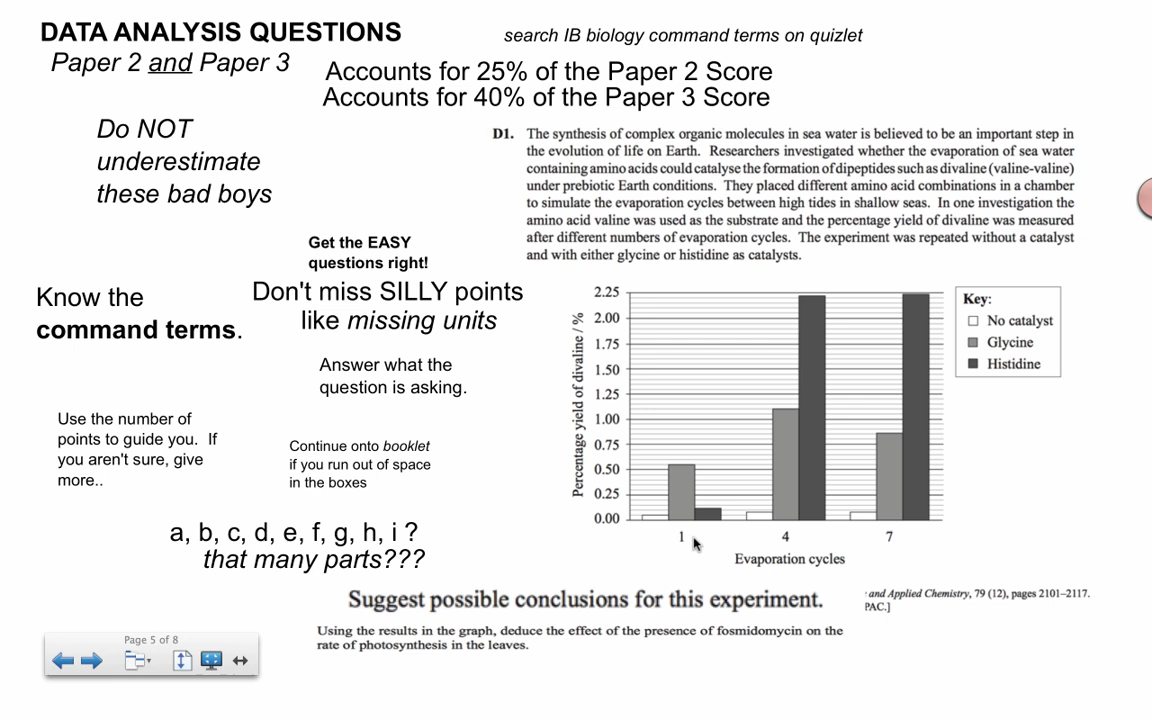 DATA ANALYSIS QUESTIONS
search IB biology command terms on quizlet
Paper 2 and Paper 3
Accounts for 25% of the Paper 2 Score
Accounts for 40% of the Paper 3 Score
Do NOT
underestimate
these bad boys
D1. The synthesis of complex organic molecules in sea water is believed to be an important step in
the evolution of life on Earth. Researchers investigated whether the evaporation of sea water
containing amino acids could catalyse the formation of dipeptides such as divaline (valine-valine)
under prebiotic Earth conditions. They placed different amino acid combinations in a chamber
to simulate the evaporation cycles between high tides in shallow seas. In one investigation the
amino acid valine was used as the substrate and the percentage yield of divaline was measured
after different numbers of evaporation cycles. The experiment was repeated without a catalyst
and with either glycine or histidine as catalysts.
Get the EASY
questions right!
Know the
command terms.
Don't miss SILLY points
like missing units
Answer what the
question is asking.
Use the number of
points to guide you. If
you aren't sure, give
more..
Continue onto booklet
if you run out of space
in the boxes
a, b, c, d, e, f, g, h, i ?
that many parts???
Percentage yield of divaline / %
2.25
2.00
1.75
1.50
1.25
1.00
0.75
0.50
0.25
0.00
1 4 7
Evaporation cycles
Key:
No catalyst
Glycine
Histidine
and Applied Chemistry, 79 (12), pages 2101–2117.
PAC.]
Suggest possible conclusions for this experiment.
Using the results in the graph, deduce the effect of the presence of fosmidomycin on the
rate of photosynthesis in the leaves.
Page 5 of 8